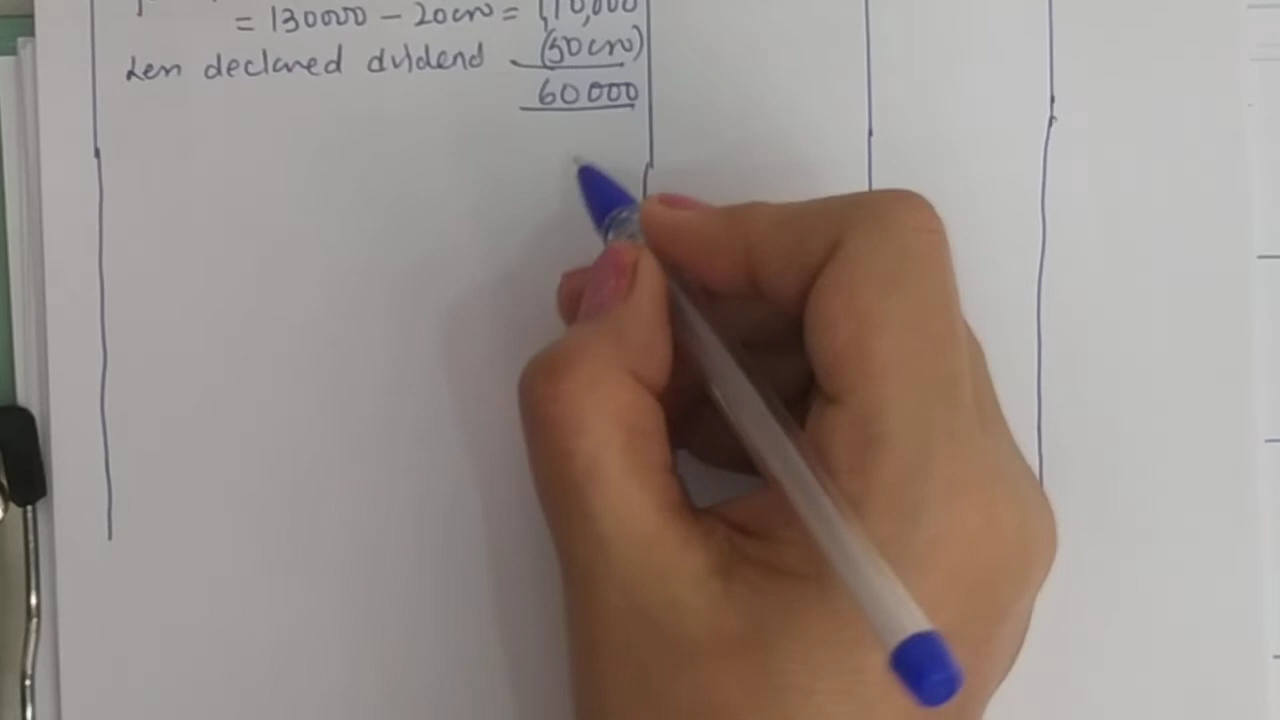 = 130000 - 20000 = 110,000
Less declared dividend (50000)
60000